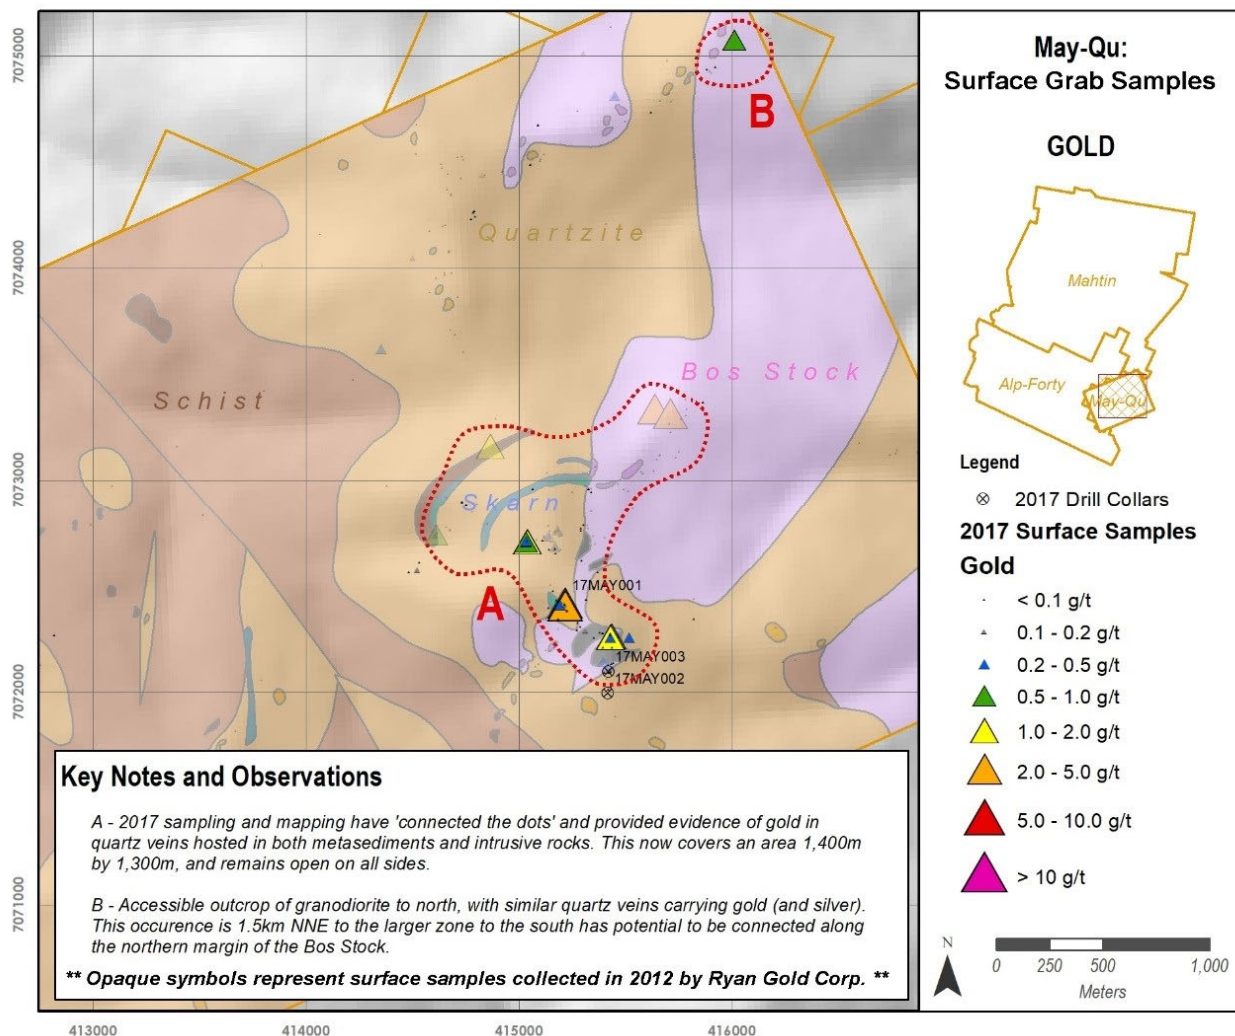 May-Qu:
Surface Grab Samples
GOLD
Mahtin
Alp-Forty
May-Qu
Legend
2017 Drill Collars
2017 Surface Samples
Gold
< 0.1 g/t
0.1 - 0.2 g/t
0.2 - 0.5 g/t
0.5 - 1.0 g/t
1.0 - 2.0 g/t
2.0 - 5.0 g/t
5.0 - 10.0 g/t
> 10 g/t
N
0 250 500 1,000
Meters
7075000
7074000
7073000
7072000
7071000
B
Quartzite
Bos Stock
Schist
Skarn
A
17MAY001
17MAY003
17MAY002
Key Notes and Observations
A - 2017 sampling and mapping have 'connected the dots' and provided evidence of gold in
quartz veins hosted in both metasediments and intrusive rocks. This now covers an area 1,400m
by 1,300m, and remains open on all sides.
B - Accessible outcrop of granodiorite to north, with similar quartz veins carrying gold (and silver).
This occurence is 1.5km NNE to the larger zone to the south has potential to be connected along
the northern margin of the Bos Stock.
** Opaque symbols represent surface samples collected in 2012 by Ryan Gold Corp. **
413000 414000 415000 416000